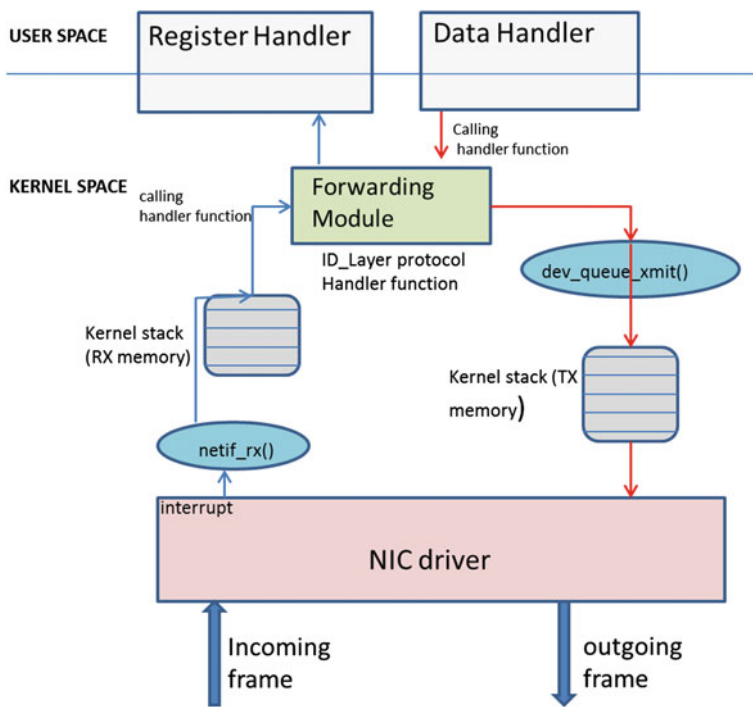 USER SPACE
Register Handler
Data Handler
Calling
handler function
KERNEL SPACE
calling
handler function
Forwarding
Module
ID_Layer protocol
Handler function
dev_queue_xmit()
Kernel stack
(RX memory)
Kernel stack (TX
memory)
netif_rx()
interrupt
NIC driver
Incoming
frame
outgoing
frame